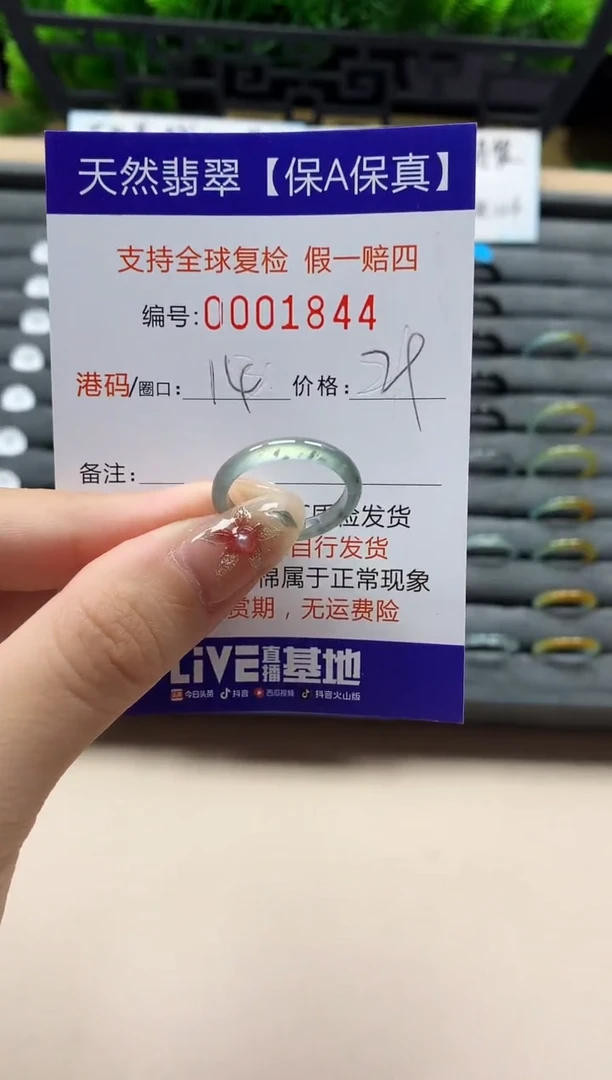 天然翡翠【保A保真】
支持全球复检 假一赔四
编号:0001844
港码/圈口: 14 价格: 29
备注:
质检发货
自行发货
棉属于正常现象
赏期，无运费险
LiVE直播基地
今日头条 抖音 西瓜视频 抖音火山版